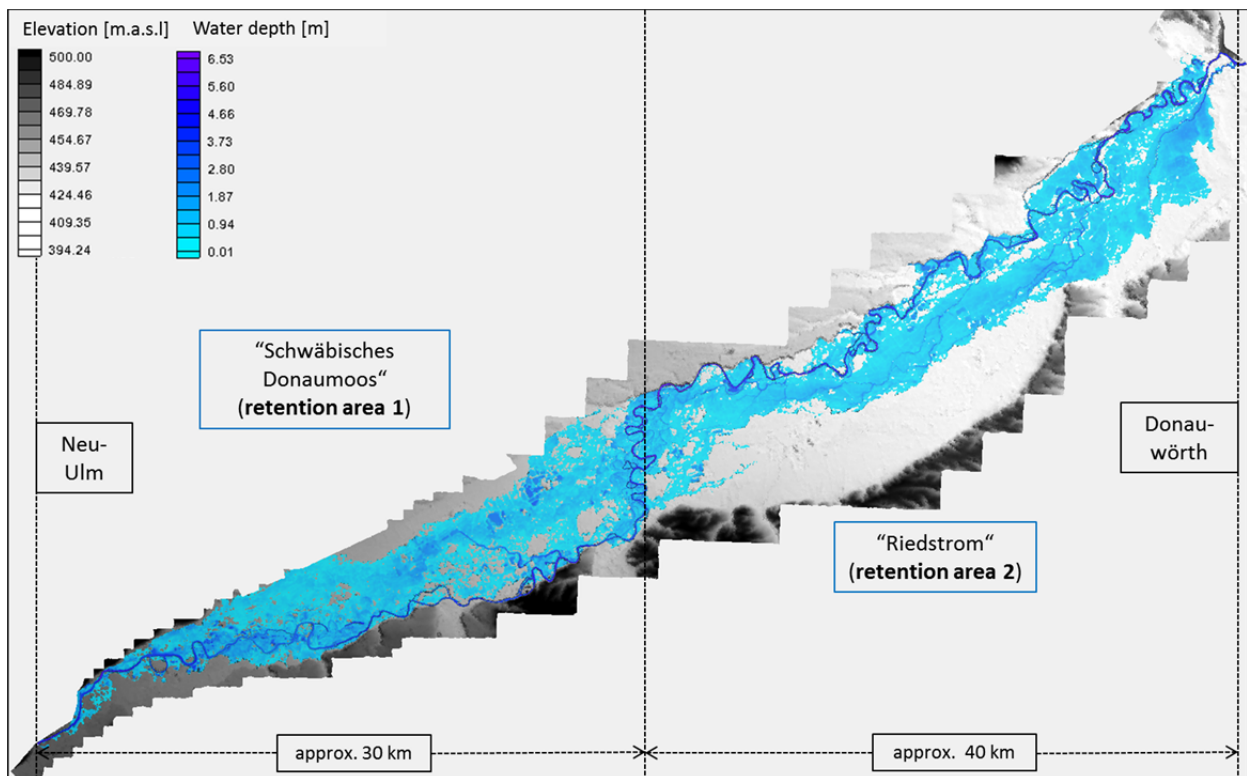 Elevation [m.a.s.l]
500.00
484.89
469.78
454.67
439.57
424.46
409.35
394.24
Water depth [m]
6.53
5.60
4.66
3.73
2.80
1.87
0.94
0.01
“Schwäbisches
Donaumoos“
(retention area 1)
Neu-
Ulm
Donau-
wörth
“Riedstrom“
(retention area 2)
approx. 30 km
approx.  40 km